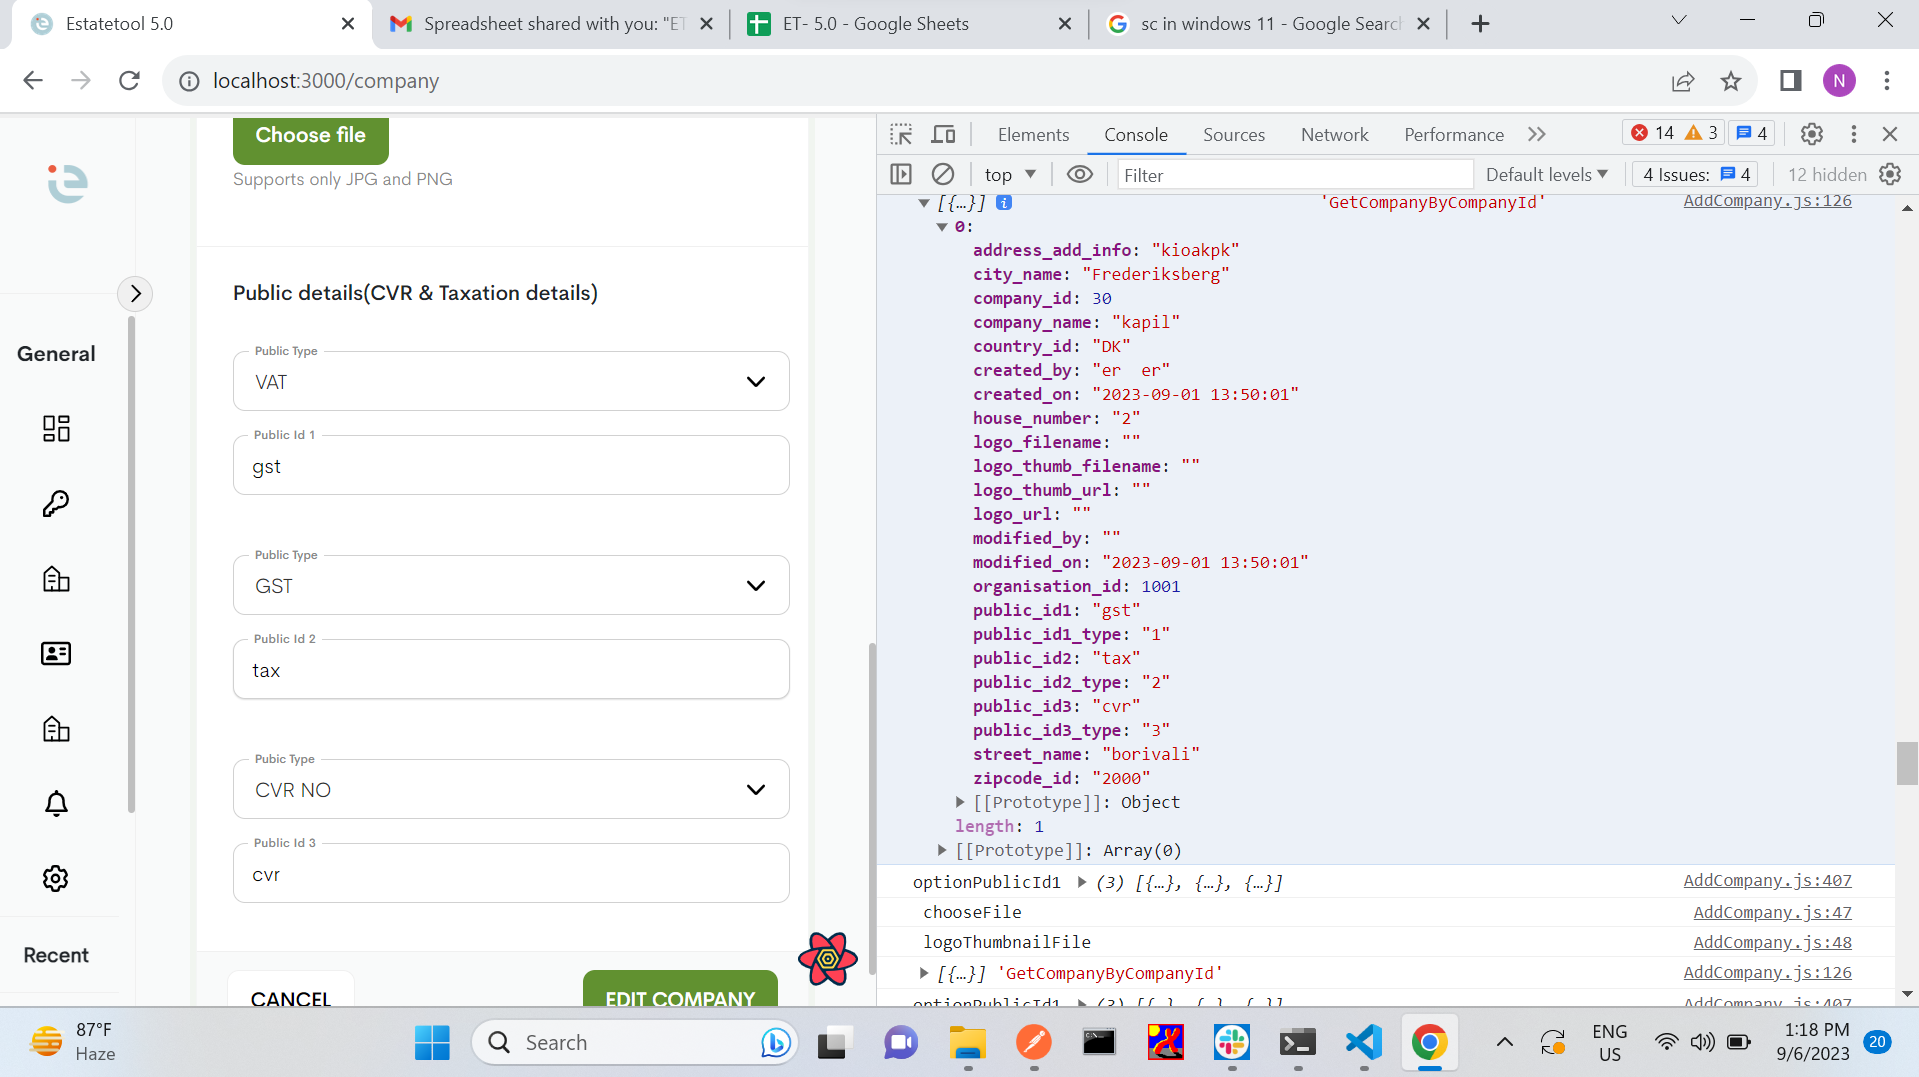 Estatetool 5.0
Spreadsheet shared with you: "ET
ET- 5.0 - Google Sheets
sc in windows 11 - Google Searc
localhost:3000/company
N
Choose file
Supports only JPG and PNG
Public details(CVR & Taxation details)
General
Public Type
VAT
Public Id 1
gst
Public Type
GST
Public Id 2
tax
Pubic Type
CVR NO
Public Id 3
cvr
Recent
CANCEL
EDIT COMPANY
Elements
Console
Sources
Network
Performance
14
3
4
top
Filter
Default levels
4 Issues:
4
12 hidden
[{…}]
'GetCompanyByCompanyId'
AddCompany.js:126
0:
address_add_info: "kioakpk"
city_name: "Frederiksberg"
company_id: 30
company_name: "kapil"
country_id: "DK"
created_by: "er  er"
created_on: "2023-09-01 13:50:01"
house_number: "2"
logo_filename: ""
logo_thumb_filename: ""
logo_thumb_url: ""
logo_url: ""
modified_by: ""
modified_on: "2023-09-01 13:50:01"
organisation_id: 1001
public_id1: "gst"
public_id1_type: "1"
public_id2: "tax"
public_id2_type: "2"
public_id3: "cvr"
public_id3_type: "3"
street_name: "borivali"
zipcode_id: "2000"
[[Prototype]]: Object
length: 1
[[Prototype]]: Array(0)
optionPublicId1 (3) [{…}, {…}, {…}]
AddCompany.js:407
chooseFile
AddCompany.js:47
logoThumbnailFile
AddCompany.js:48
[{…}] 'GetCompanyByCompanyId'
AddCompany.js:126
optionPublicId1 (3) [{…}, {…}, {…}]
AddCompany.js:407
87°F
Haze
Search
ENG
US
1:18 PM
9/6/2023
20